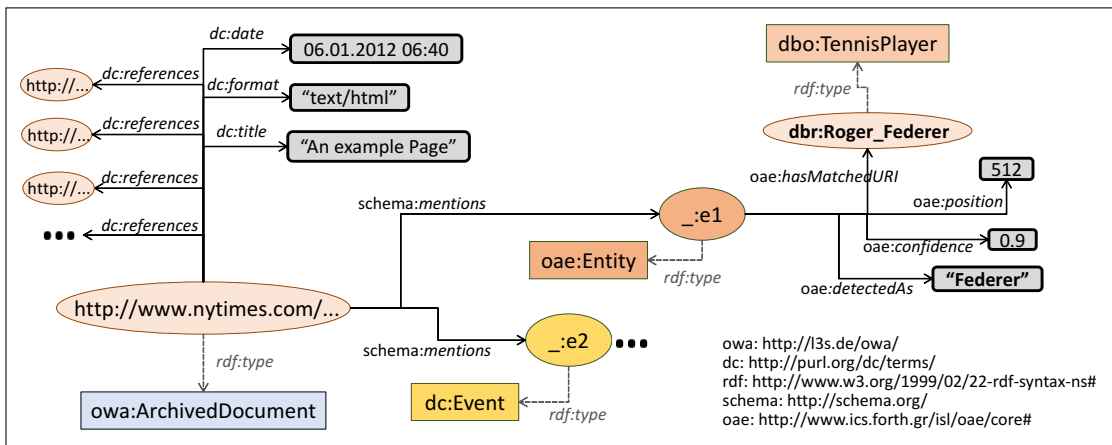 dc:date
06.01.2012 06:40
dbo:TennisPlayer
http://...
dc:references
dc:format
"text/html"
rdf:type
http://...
dc:references
dc:title
"An example Page"
dbr:Roger_Federer
http://...
dc:references
oae:hasMatchedURI
512
schema:mentions
_:e1
oae:position
... dc:references
oae:confidence
0.9
oae:Entity
rdf:type
oae:detectedAs
"Federer"
http://www.nytimes.com/...
schema:mentions
_:e2 ...
rdf:type
owa:ArchivedDocument
dc:Event
rdf:type
owa: http://l3s.de/owa/
dc: http://purl.org/dc/terms/
rdf: http://www.w3.org/1999/02/22-rdf-syntax-ns#
schema: http://schema.org/
oae: http://www.ics.forth.gr/isl/oae/core#